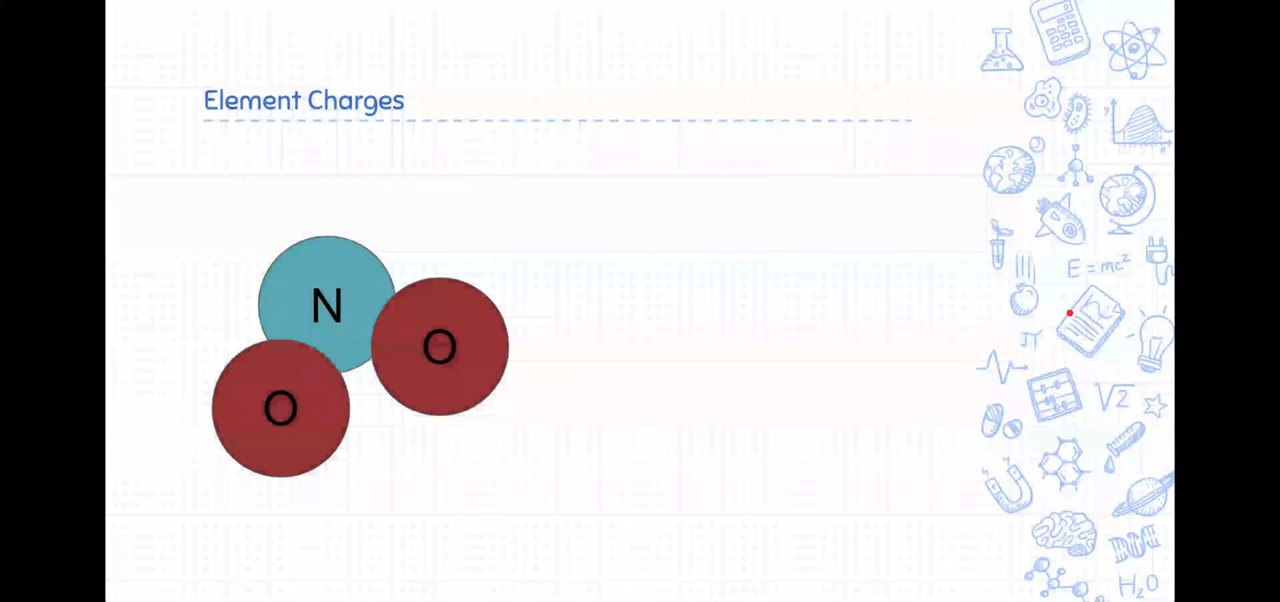 Element Charges
N
O
O
E = mc²
π
√2
H₂O